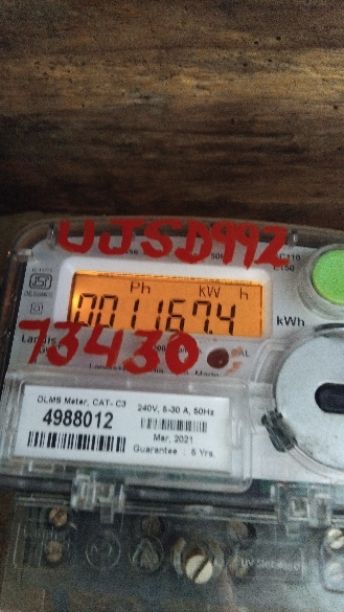 UJSD992
Ph kW h
001167.4
kWh
73430
DLMS Meter, CAT- C3
4988012
240V, 5-30 A, 50Hz
Mar, 2021
Guarantee : 5 Yrs.